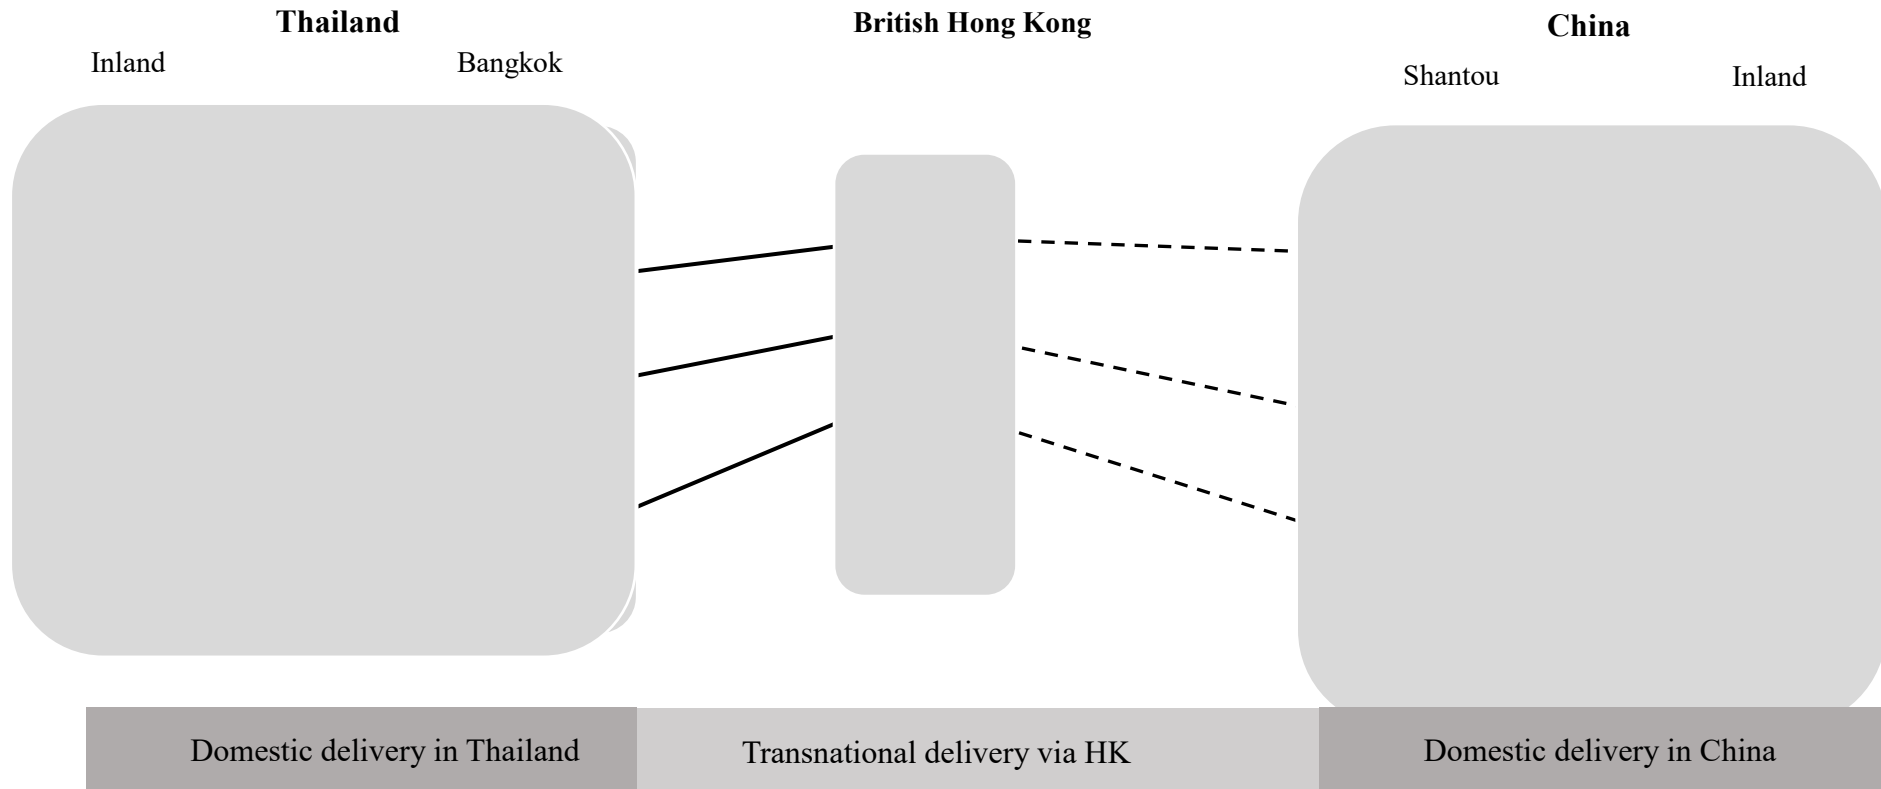 Thailand
British Hong Kong
China
Inland
Bangkok
Shantou
Inland
Domestic delivery in Thailand
Transnational delivery via HK
Domestic delivery in China